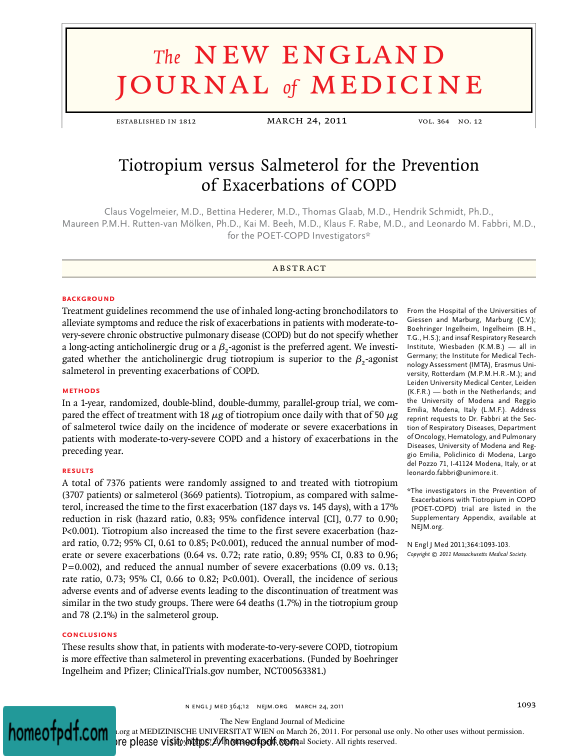 The NEW ENGLAND
JOURNAL of MEDICINE
ESTABLISHED IN 1812
MARCH 24, 2011
VOL. 364 NO. 12
Tiotropium versus Salmeterol for the Prevention
of Exacerbations of COPD
Claus Vogelmeier, M.D., Bettina Hederer, M.D., Thomas Glaab, M.D., Hendrik Schmidt, Ph.D.,
Maureen P.M.H. Rutten-van Mölken, Ph.D., Kai M. Beeh, M.D., Klaus F. Rabe, M.D., and Leonardo M. Fabbri, M.D.,
for the POET-COPD Investigators*
ABSTRACT
BACKGROUND
Treatment guidelines recommend the use of inhaled long-acting bronchodilators to
alleviate symptoms and reduce the risk of exacerbations in patients with moderate-to-
very-severe chronic obstructive pulmonary disease (COPD) but do not specify whether
a long-acting anticholinergic drug or a β2-agonist is the preferred agent. We investi-
gated whether the anticholinergic drug tiotropium is superior to the β2-agonist
salmeterol in preventing exacerbations of COPD.
METHODS
In a 1-year, randomized, double-blind, double-dummy, parallel-group trial, we com-
pared the effect of treatment with 18 μg of tiotropium once daily with that of 50 μg
of salmeterol twice daily on the incidence of moderate or severe exacerbations in
patients with moderate-to-very-severe COPD and a history of exacerbations in the
preceding year.
RESULTS
A total of 7376 patients were randomly assigned to and treated with tiotropium
(3707 patients) or salmeterol (3669 patients). Tiotropium, as compared with salme-
terol, increased the time to the first exacerbation (187 days vs. 145 days), with a 17%
reduction in risk (hazard ratio, 0.83; 95% confidence interval [CI], 0.77 to 0.90;
P<0.001). Tiotropium also increased the time to the first severe exacerbation (haz-
ard ratio, 0.72; 95% CI, 0.61 to 0.85; P<0.001), reduced the annual number of mod-
erate or severe exacerbations (0.64 vs. 0.72; rate ratio, 0.89; 95% CI, 0.83 to 0.96;
P=0.002), and reduced the annual number of severe exacerbations (0.09 vs. 0.13;
rate ratio, 0.73; 95% CI, 0.66 to 0.82; P<0.001). Overall, the incidence of serious
adverse events and of adverse events leading to the discontinuation of treatment was
similar in the two study groups. There were 64 deaths (1.7%) in the tiotropium group
and 78 (2.1%) in the salmeterol group.
CONCLUSIONS
These results show that, in patients with moderate-to-very-severe COPD, tiotropium
is more effective than salmeterol in preventing exacerbations. (Funded by Boehringer
Ingelheim and Pfizer; ClinicalTrials.gov number, NCT00563381.)
From the Hospital of the Universities of
Giessen and Marburg, Marburg (C.V.);
Boehringer Ingelheim, Ingelheim (B.H.,
T.G., H.S.); and insaf Respiratory Research
Institute, Wiesbaden (K.M.B.) — all in
Germany; the Institute for Medical Tech-
nology Assessment (IMTA), Erasmus Uni-
versity, Rotterdam (M.P.M.H.R.-M.); and
Leiden University Medical Center, Leiden
(K.F.R.) — both in the Netherlands; and
the University of Modena and Reggio
Emilia, Modena, Italy (L.M.F.). Address
reprint requests to Dr. Fabbri at the Sec-
tion of Respiratory Diseases, Department
of Oncology, Hematology, and Pulmonary
Diseases, University of Modena and Reg-
gio Emilia, Policlinico di Modena, Largo
del Pozzo 71, I-41124 Modena, Italy, or at
leonardo.fabbri@unimore.it.
*The investigators in the Prevention of
Exacerbations with Tiotropium in COPD
(POET-COPD) trial are listed in the
Supplementary Appendix, available at
NEJM.org.
N Engl J Med 2011;364:1093-103.
Copyright © 2011 Massachusetts Medical Society.
N ENGL J MED 364;12 NEJM.ORG MARCH 24, 2011
1093
The New England Journal of Medicine
.org at MEDIZINISCHE UNIVERSITAT WIEN on March 26, 2011. For personal use only. No other uses without permission.
Medical Society. All rights reserved.
homeofpdf.com
please visit: https://homeofpdf.com